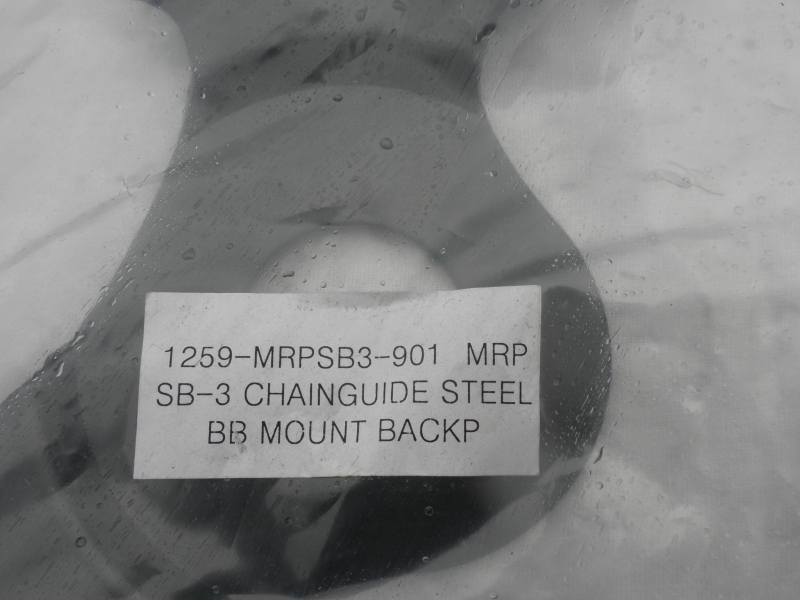 1259-MRPSB3-901 MRP
SB-3 CHAINGUIDE STEEL
BB MOUNT BACKP